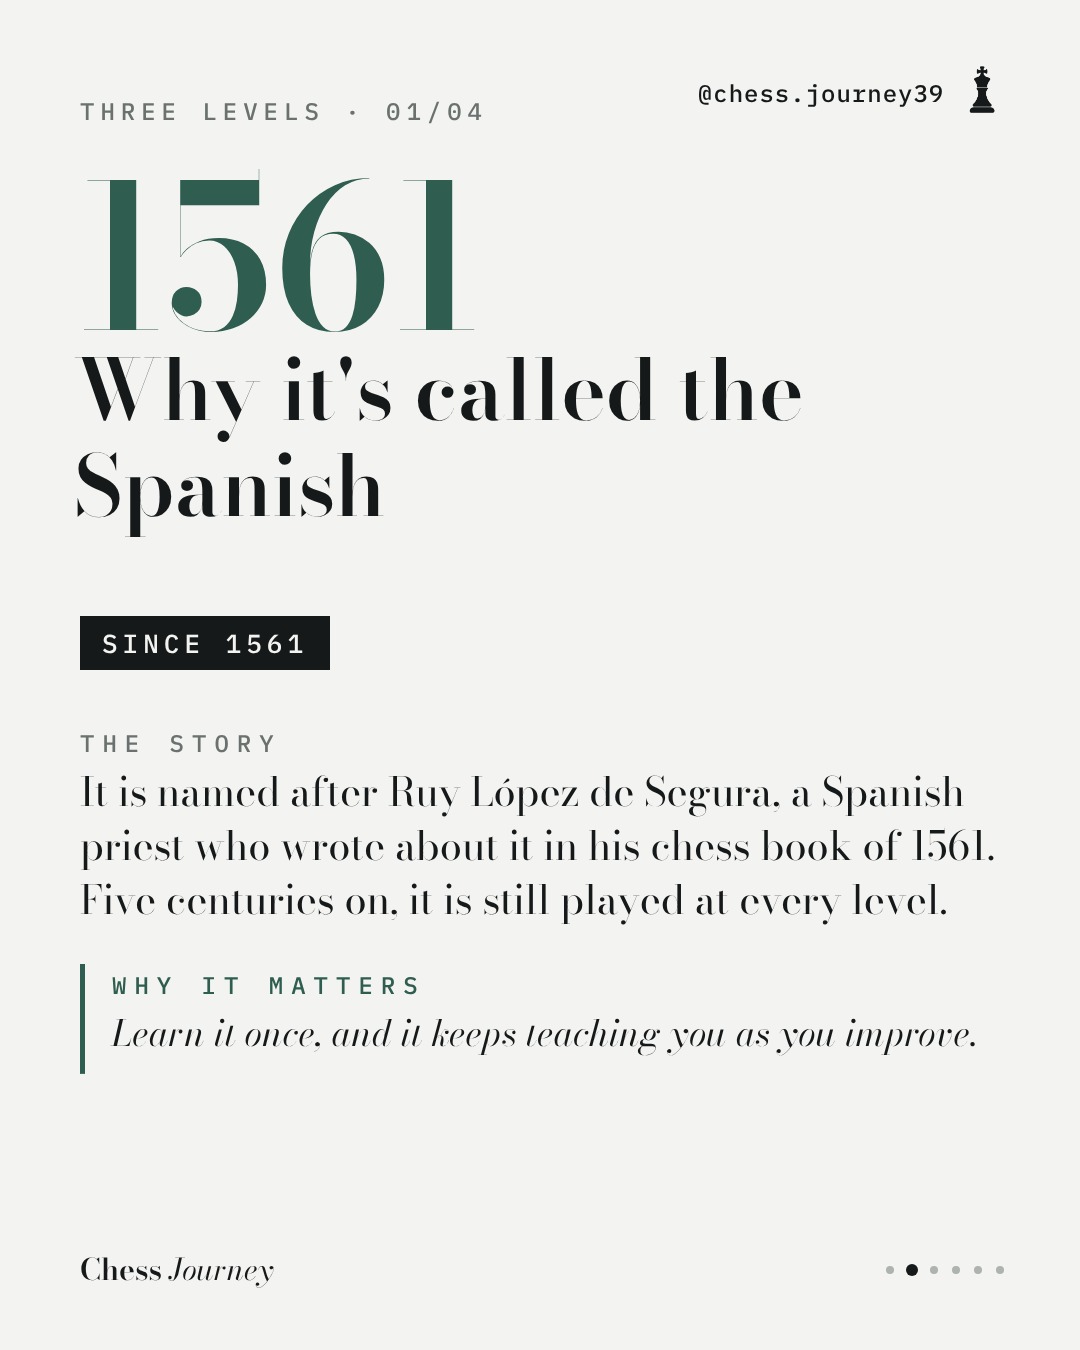 THREE LEVELS · 01/04
@chess.journey39
1561
Why it's called the
Spanish
SINCE 1561
THE STORY
It is named after Ruy López de Segura, a Spanish
priest who wrote about it in his chess book of 1561.
Five centuries on, it is still played at every level.
WHY IT MATTERS
Learn it once, and it keeps teaching you as you improve.
Chess Journey